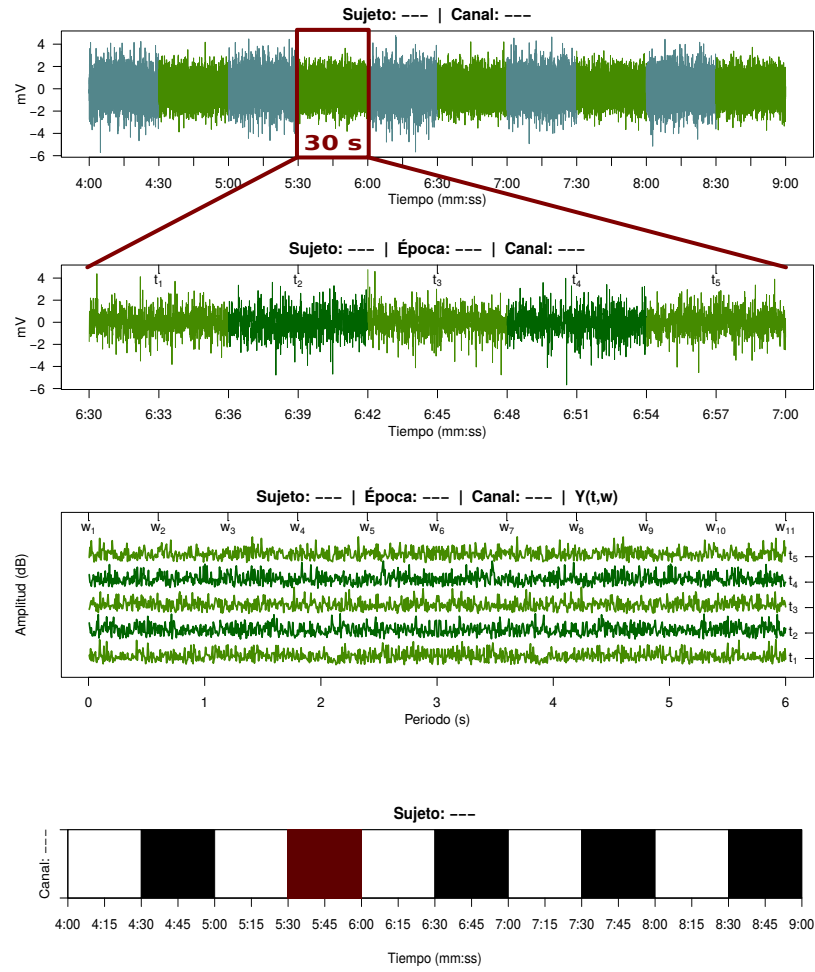 Sujeto: --- | Canal: ---
4
2
0
-2
-4
-6
mV
30 s
4:00 4:30 5:00 5:30 6:00 6:30 7:00 7:30 8:00 8:30 9:00
Tiempo (mm:ss)
Sujeto: --- | Época: --- | Canal: ---
4
2
0
-2
-4
-6
mV
t1 t2 t3 t4 t5
6:30 6:33 6:36 6:39 6:42 6:45 6:48 6:51 6:54 6:57 7:00
Tiempo (mm:ss)
Sujeto: --- | Época: --- | Canal: --- | Y(t,w)
w1 w2 w3 w4 w5 w6 w7 w8 w9 w10 w11
Amplitud (dB)
t5
t4
t3
t2
t1
0 1 2 3 4 5 6
Periodo (s)
Sujeto: ---
Canal: ---
4:00 4:15 4:30 4:45 5:00 5:15 5:30 5:45 6:00 6:15 6:30 6:45 7:00 7:15 7:30 7:45 8:00 8:15 8:30 8:45 9:00
Tiempo (mm:ss)